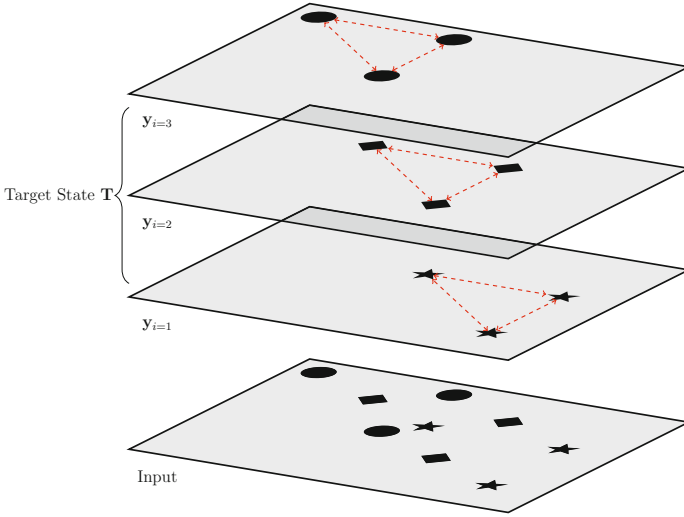 y_{i=3}
y_{i=2}
Target State T
y_{i=1}
Input